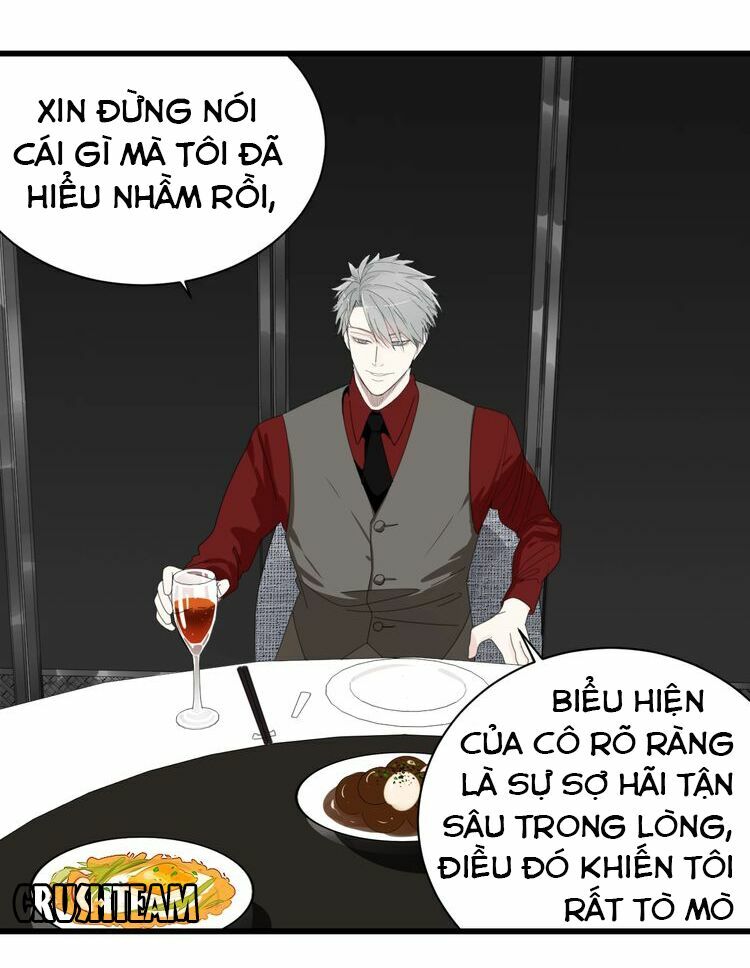 XIN ĐỪNG NÓI
CÁI GÌ MÀ TÔI ĐÃ
HIỂU NHẦM RỒI,
BIỂU HIỆN
CỦA CÔ RÕ RÀNG
LÀ SỰ SỢ HÃI TẬN
SÂU TRONG LÒNG,
ĐIỀU ĐÓ KHIẾN TÔI
RẤT TÒ MÒ
CRUSHTEAM